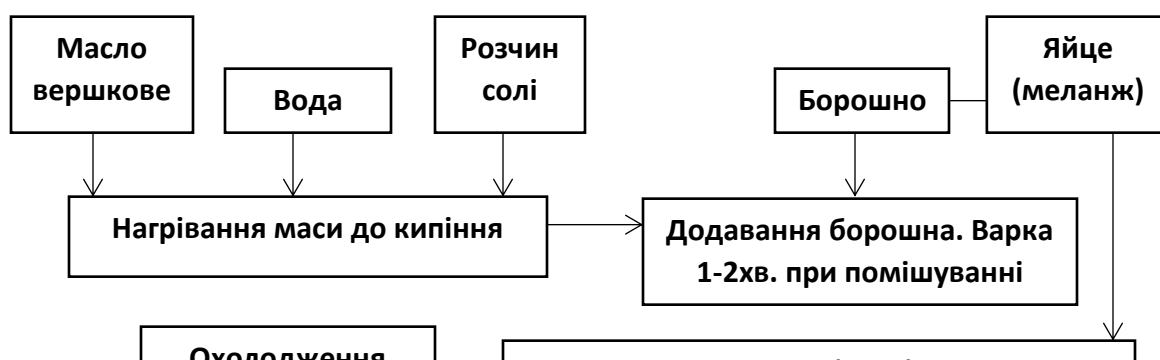 Масло
вершкове
Вода
Розчин
солі
Борошно
Яйце
(меланж)
Нагрівання маси до кипіння
Додавання борошна. Варка
1-2хв. при помішуванні
Охолодження